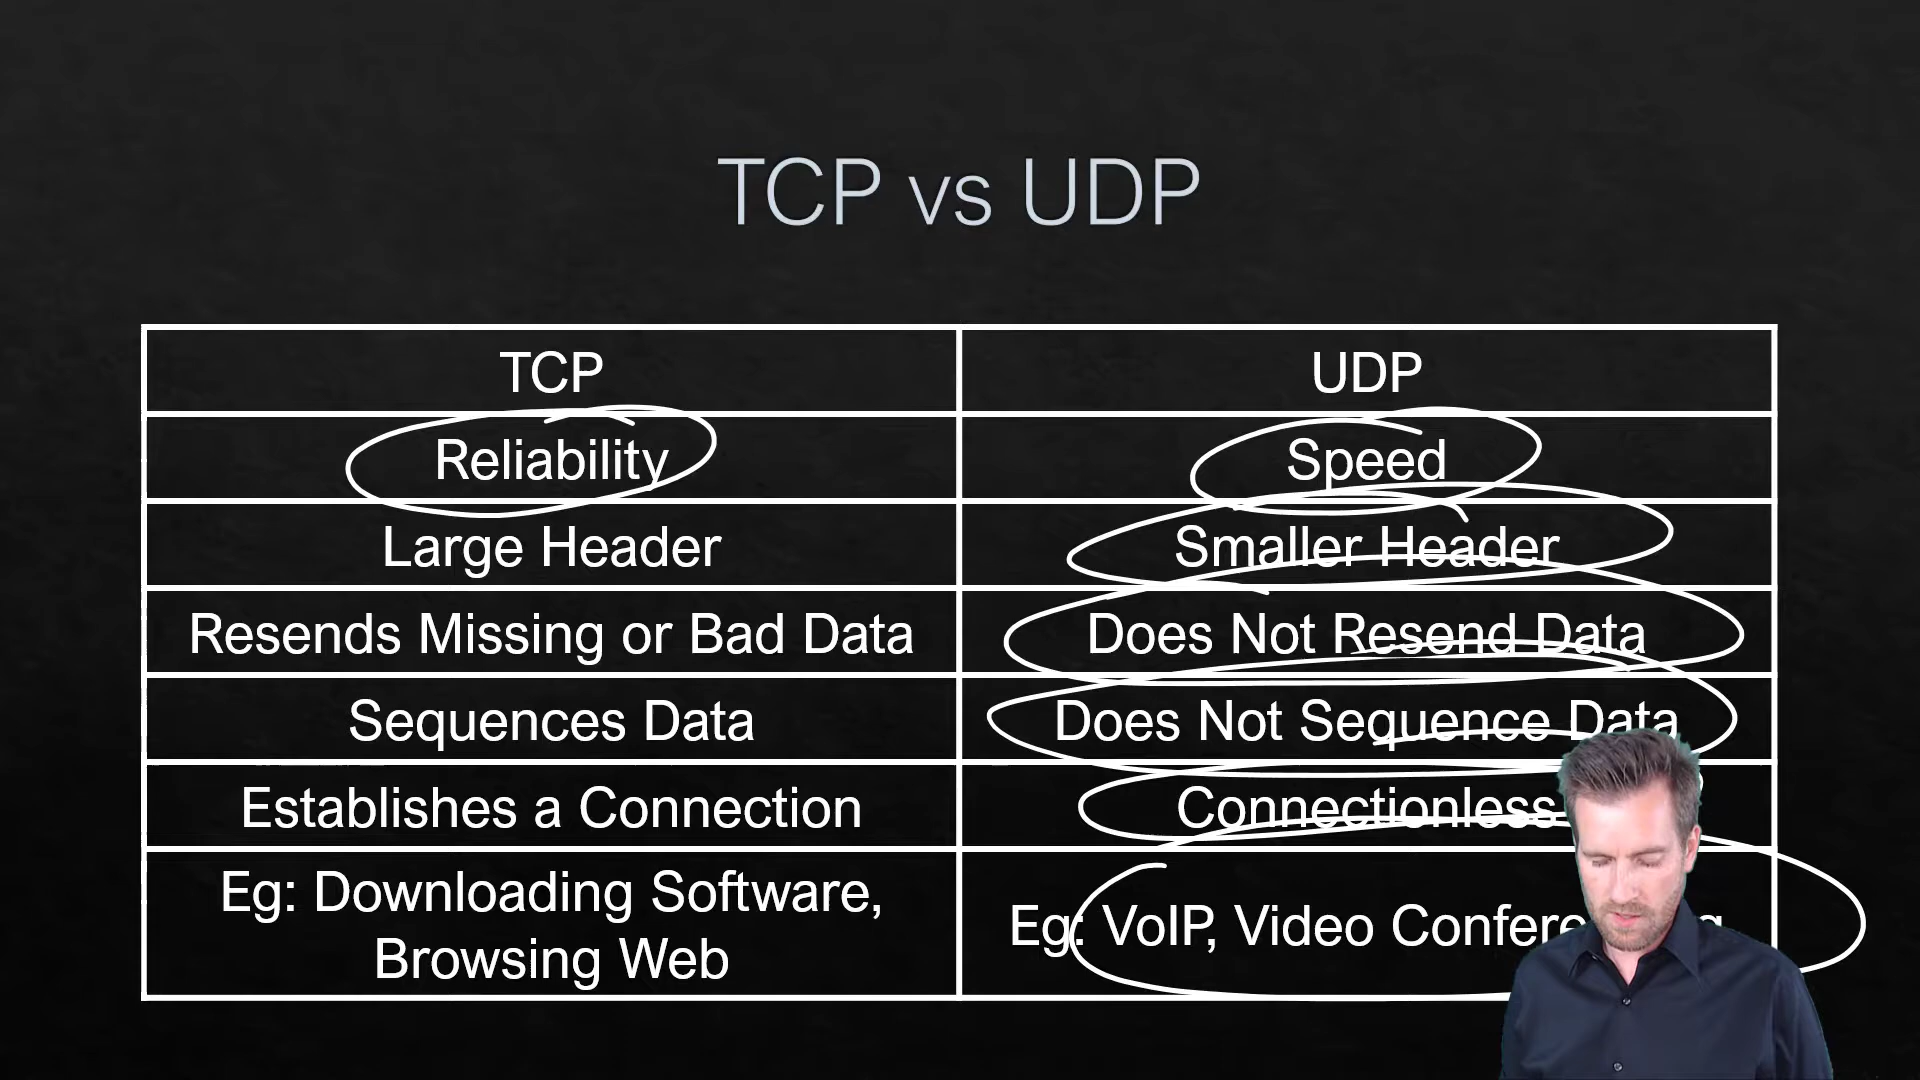 TCP vs UDP
TCP
UDP
Reliability
Speed
Large Header
Smaller Header
Resends Missing or Bad Data
Does Not Resend Data
Sequences Data
Does Not Sequence Data
Establishes a Connection
Connectionless
Eg: Downloading Software,
Browsing Web
Eg: VoIP, Video